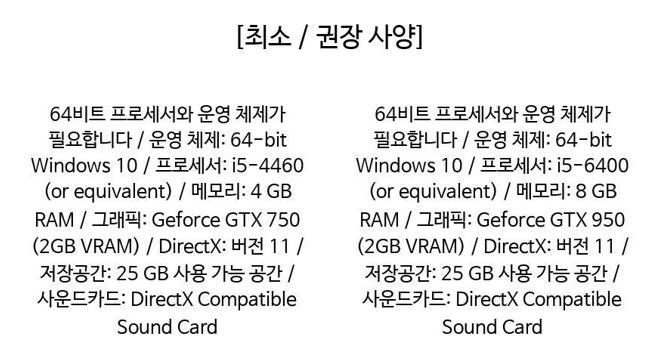 [최소 / 권장 사양]
64비트 프로세서와 운영 체제가
필요합니다 / 운영 체제: 64-bit
Windows 10 / 프로세서: i5-4460
(or equivalent) / 메모리: 4 GB
RAM / 그래픽: Geforce GTX 750
(2GB VRAM) / DirectX: 버전 11 /
저장공간: 25 GB 사용 가능 공간 /
사운드카드: DirectX Compatible
Sound Card
64비트 프로세서와 운영 체제가
필요합니다 / 운영 체제: 64-bit
Windows 10 / 프로세서: i5-6400
(or equivalent) / 메모리: 8 GB
RAM / 그래픽: Geforce GTX 950
(2GB VRAM) / DirectX: 버전 11 /
저장공간: 25 GB 사용 가능 공간 /
사운드카드: DirectX Compatible
Sound Card